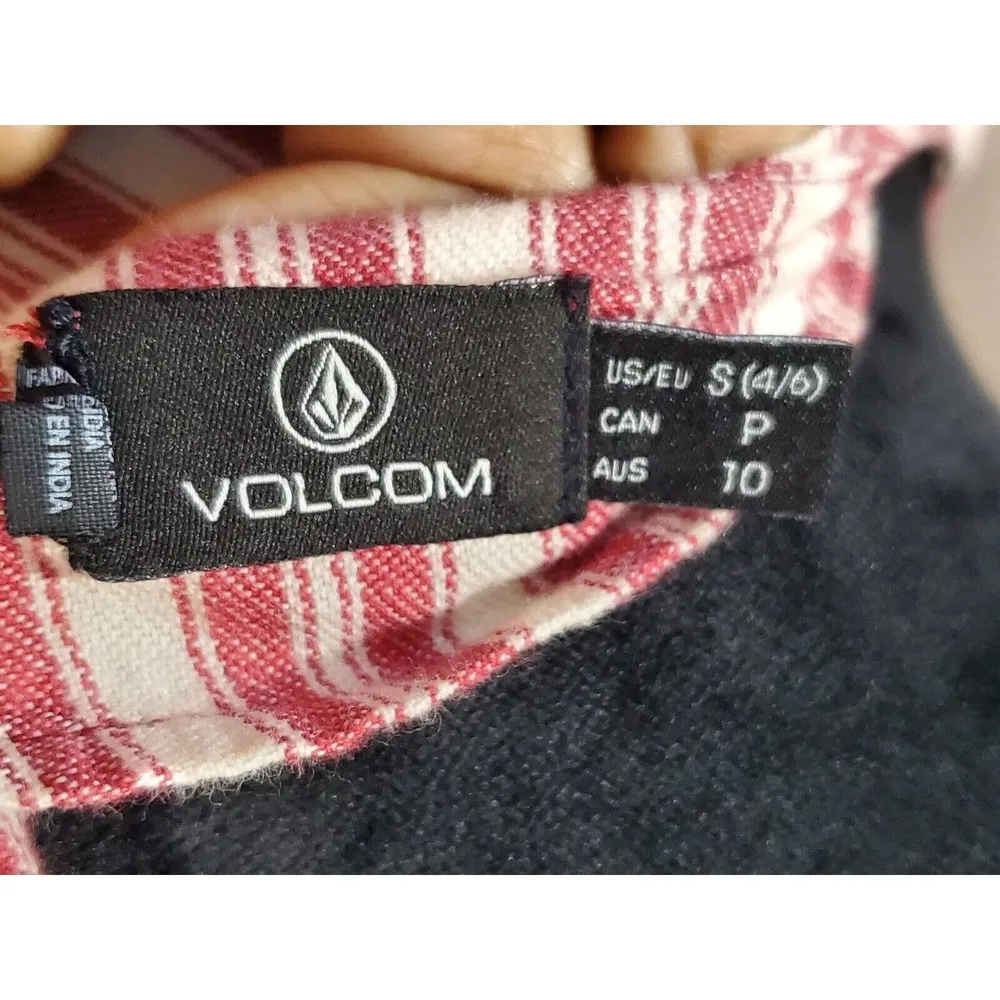 VOLCOM
US/EU S (4/6)
CAN P
AUS 10
EN INDIA